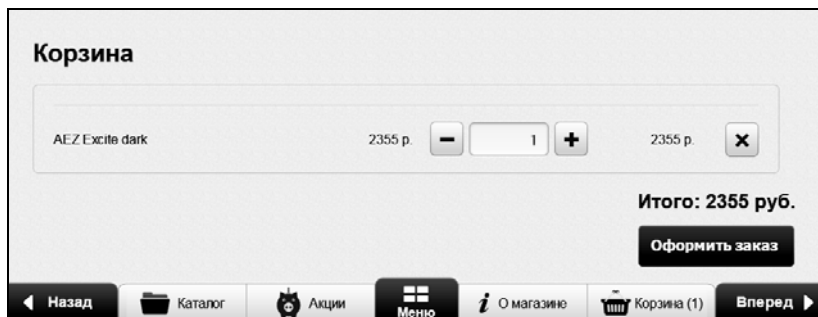 Корзина
AEZ Excite dark 2355 р. 1 2355 р.
Итого: 2355 руб.
Оформить заказ
Назад Каталог Акции Меню О магазине Корзина (1) Вперед